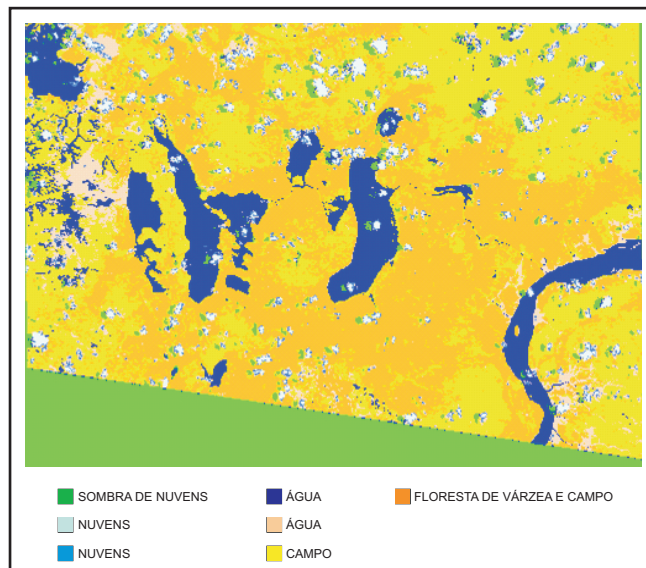 SOMBRA DE NUVENS
NUVENS
NUVENS
ÁGUA
ÁGUA
CAMPO
FLORESTA DE VÁRZEA E CAMPO